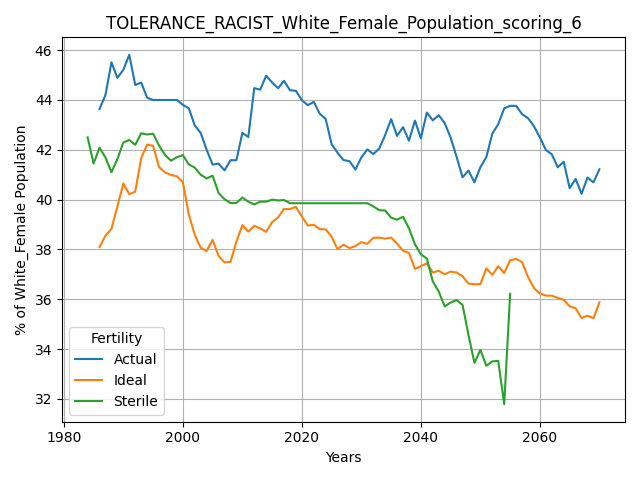 TOLERANCE_RACIST_White_Female_Population_scoring_6
% of White_Female Population
46
44
42
40
38
36
34
32
Fertility
Actual
Ideal
Sterile
1980
2000
2020
2040
2060
Years